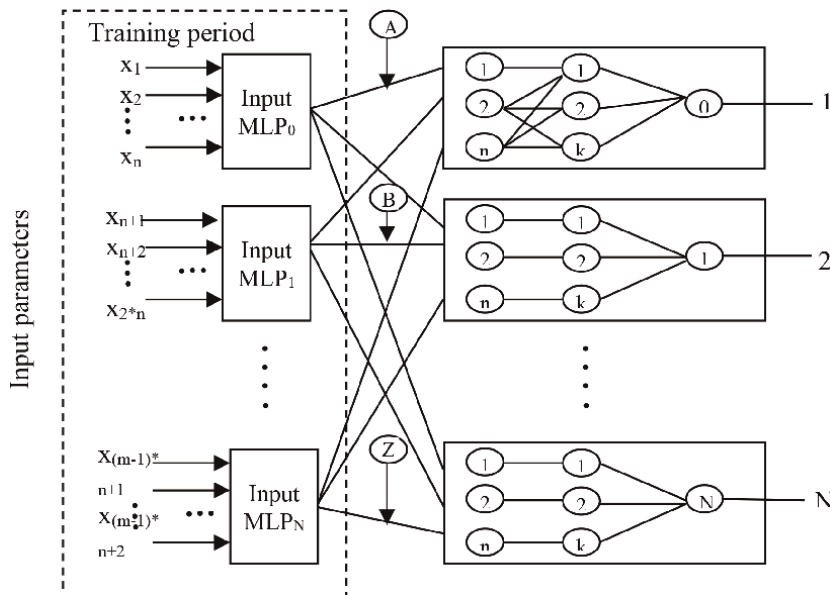 Training period
Input parameters
x1
x2
xn
Input
MLP0
A
1 1
2 2
n k
0
1
xn+1
xn+2
x2*n
Input
MLP1
B
1 1
2 2
n k
1
2
x(m-1)*
n+1
x(m-1)*
n+2
Input
MLPN
Z
1 1
2 2
n k
N
N